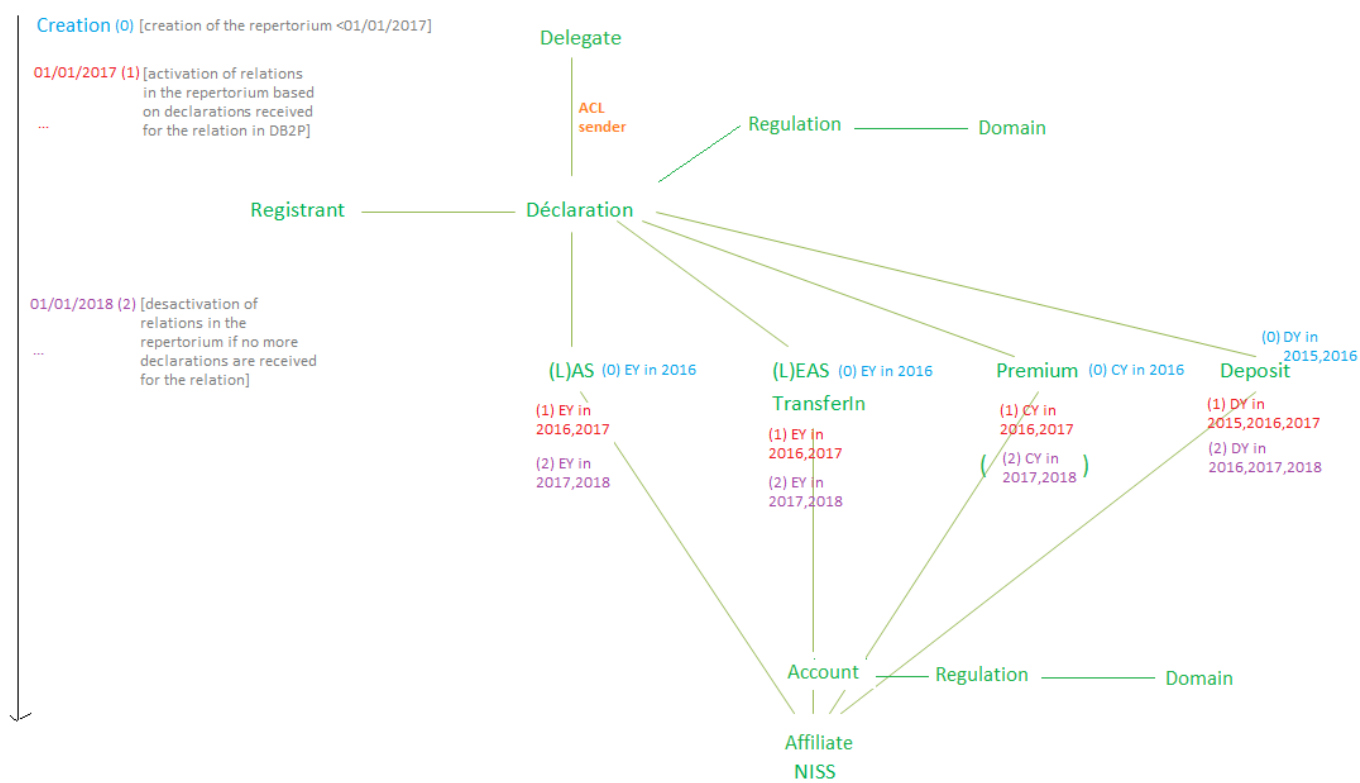 Creation (0) [creation of the repertorium <01/01/2017]
Delegate
01/01/2017 (1) [activation of relations
in the repertorium based
on declarations received
for the relation in DB2P]
...
ACL
sender
Regulation
Domain
Registrant
Déclaration
01/01/2018 (2) [desactivation of
relations in the
repertorium if no more
declarations are received
for the relation]
...
(L)AS (0) EY in 2016
(1) EY in
2016,2017
(2) EY in
2017,2018
(L)EAS (0) EY in 2016
TransferIn
(1) EY in
2016,2017
(2) EY in
2017,2018
Premium (0) CY in 2016
(1) CY in
2016,2017
( (2) CY in )
2017,2018
(0) DY in
2015,2016
Deposit
(1) DY in
2015,2016,2017
(2) DY in
2016,2017,2018
Account
Regulation
Domain
Affiliate
NISS